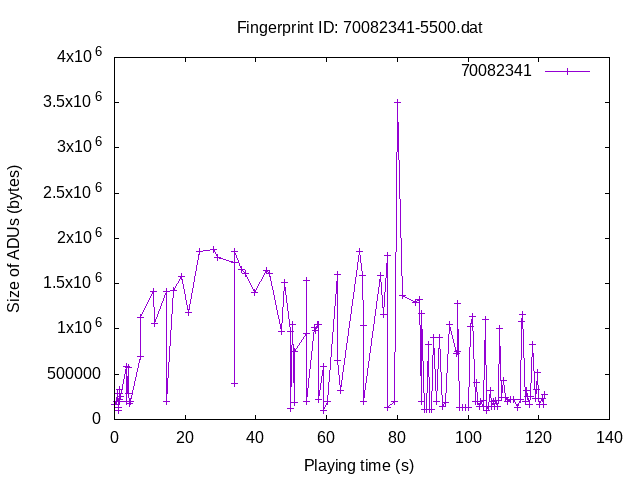 Fingerprint ID: 70082341-5500.dat
70082341
Size of ADUs (bytes)
4x10^6
3.5x10^6
3x10^6
2.5x10^6
2x10^6
1.5x10^6
1x10^6
500000
0
0 20 40 60 80 100 120 140
Playing time (s)